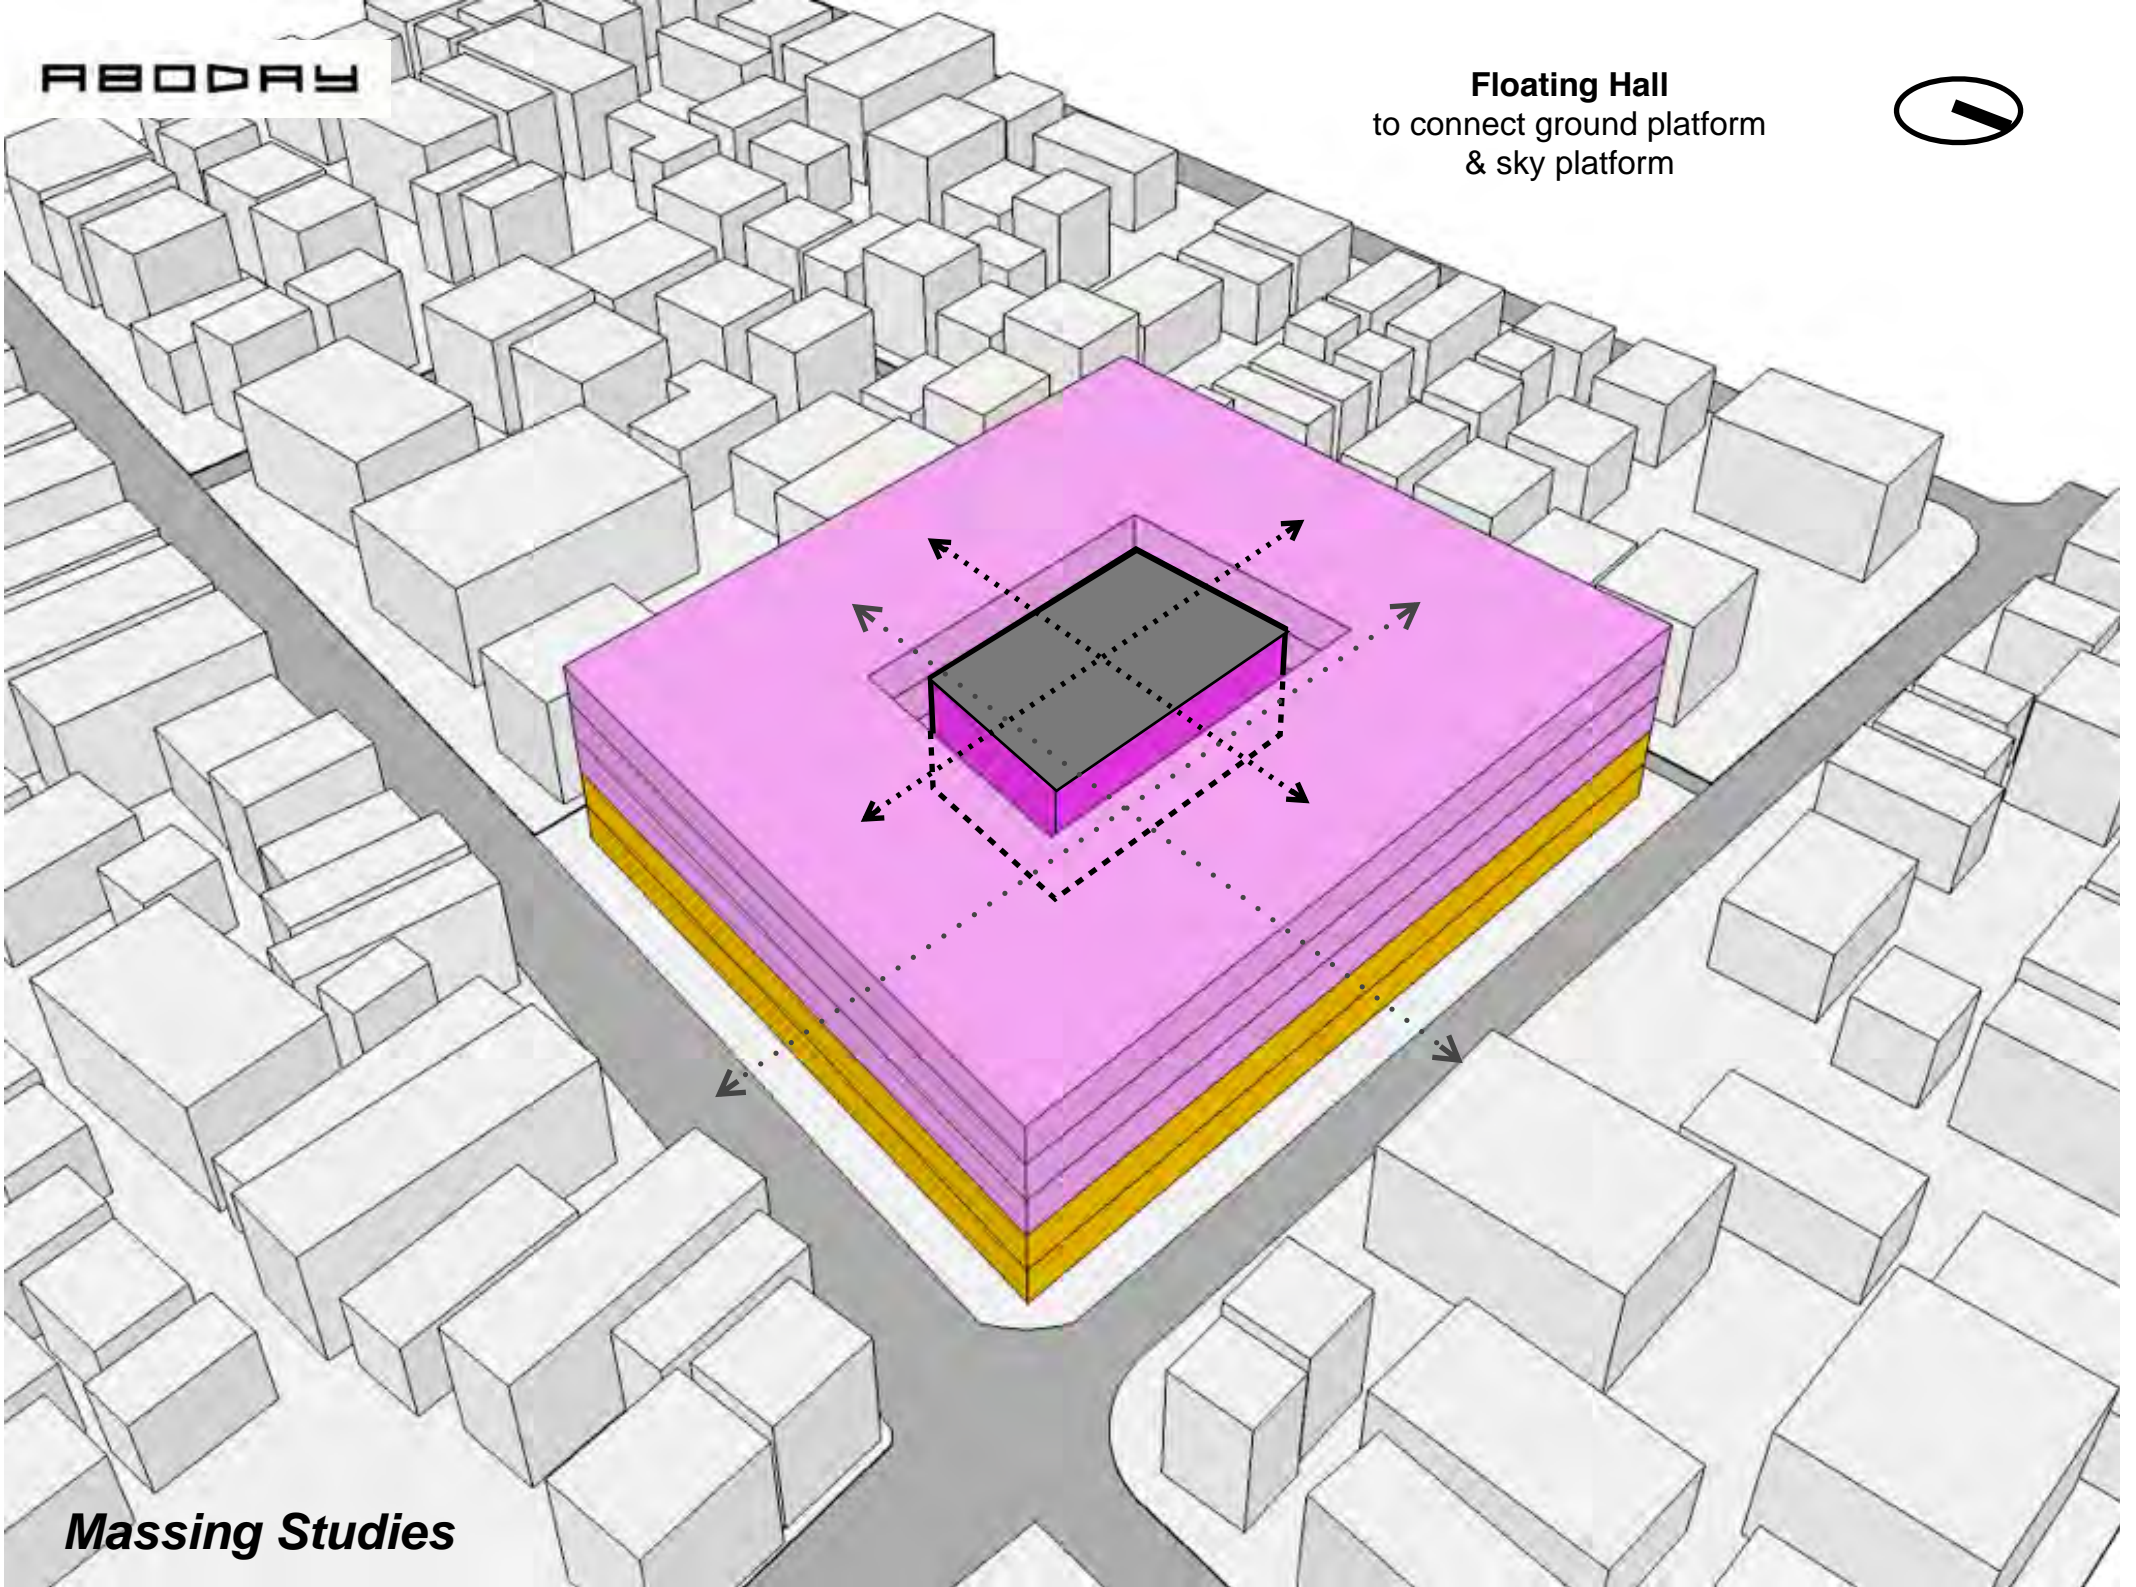 ABODAY
Floating Hall
to connect ground platform
& sky platform
Massing Studies